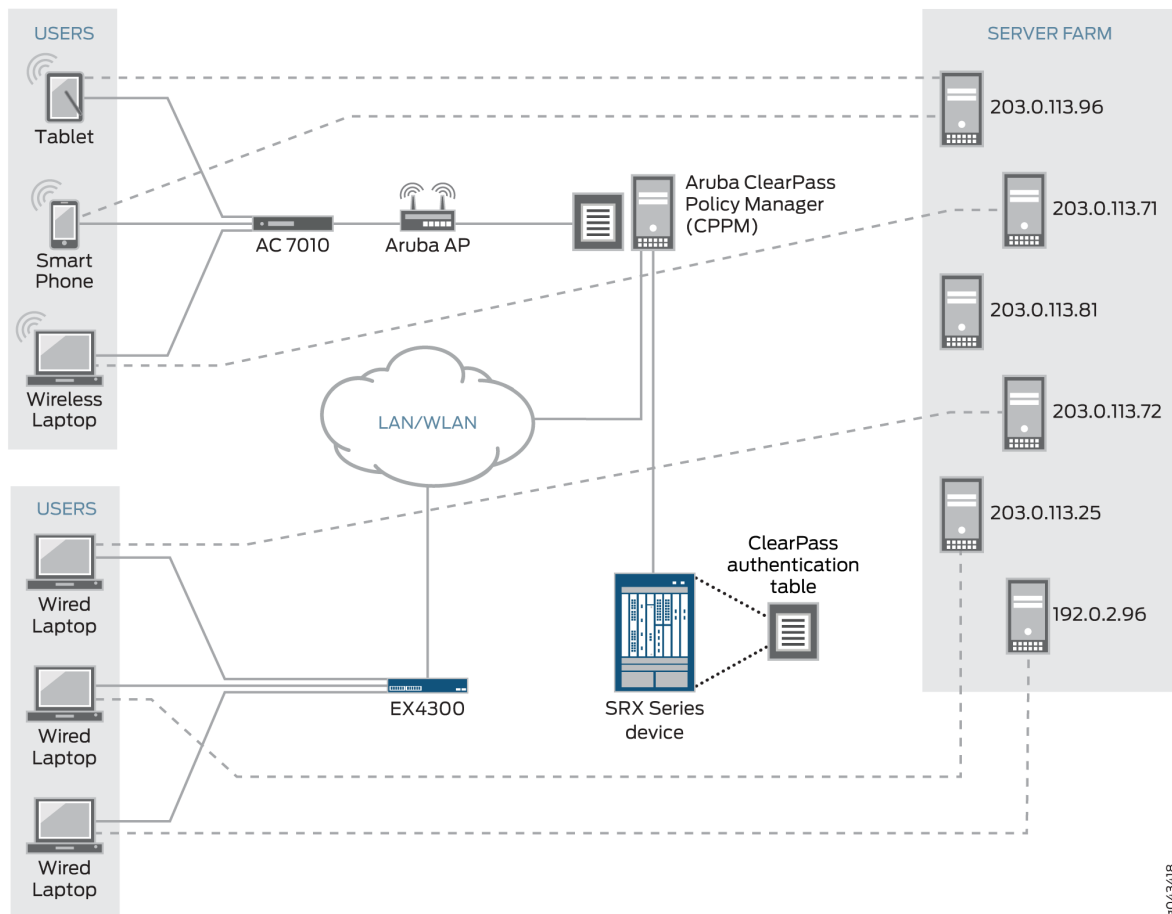 USERS
Tablet
Smart
Phone
Wireless
Laptop
AC 7010
Aruba AP
Aruba ClearPass
Policy Manager
(CPPM)
LAN/WLAN
USERS
Wired
Laptop
Wired
Laptop
Wired
Laptop
EX4300
SRX Series
device
ClearPass
authentication
table
SERVER FARM
203.0.113.96
203.0.113.71
203.0.113.81
203.0.113.72
203.0.113.25
192.0.2.96